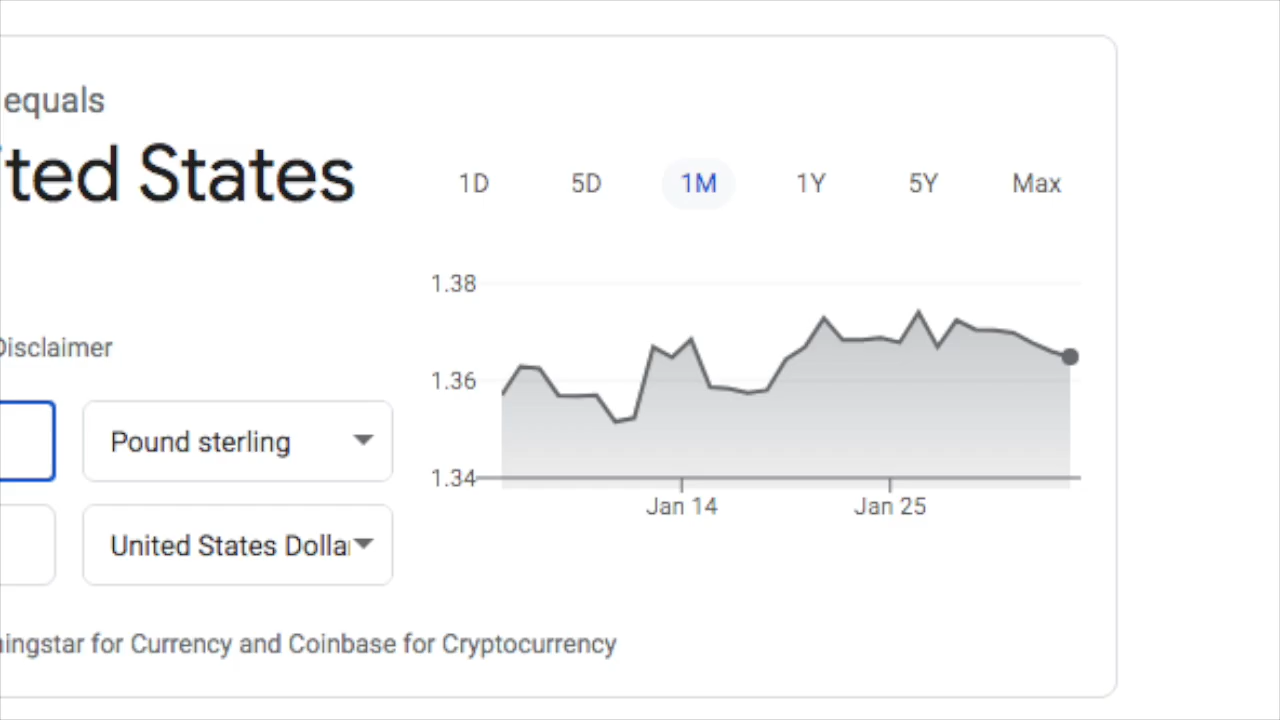 equals
ted States
1D 5D 1M 1Y 5Y Max
1.38
Disclaimer
1.36
Pound sterling
1.34
Jan 14 Jan 25
United States Dolla
ingstar for Currency and Coinbase for Cryptocurrency